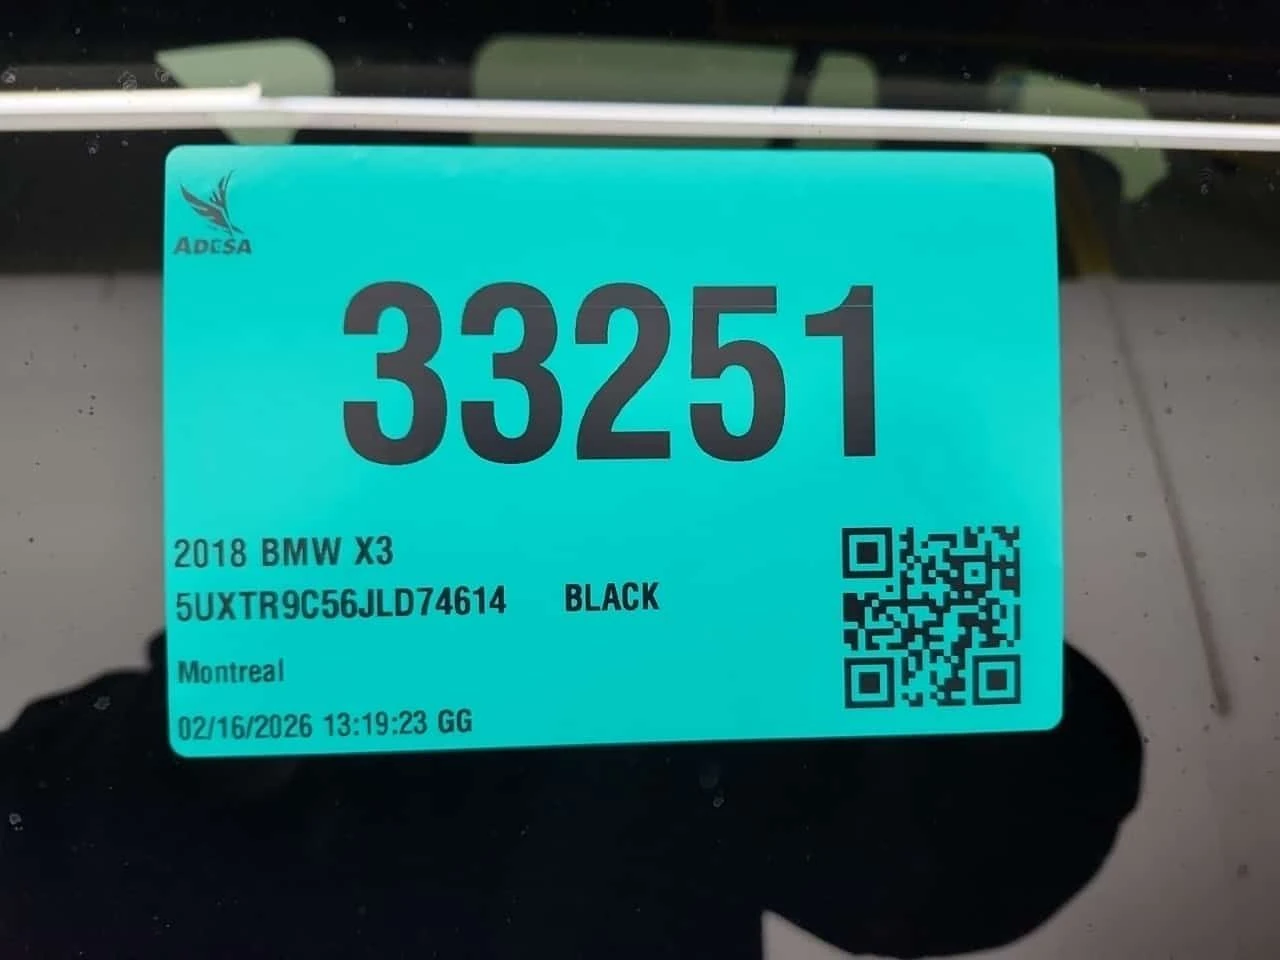 ADESA
33251
2018 BMW X3
5UXTR9C56JLD74614 BLACK
Montreal
02/16/2026 13:19:23 GG